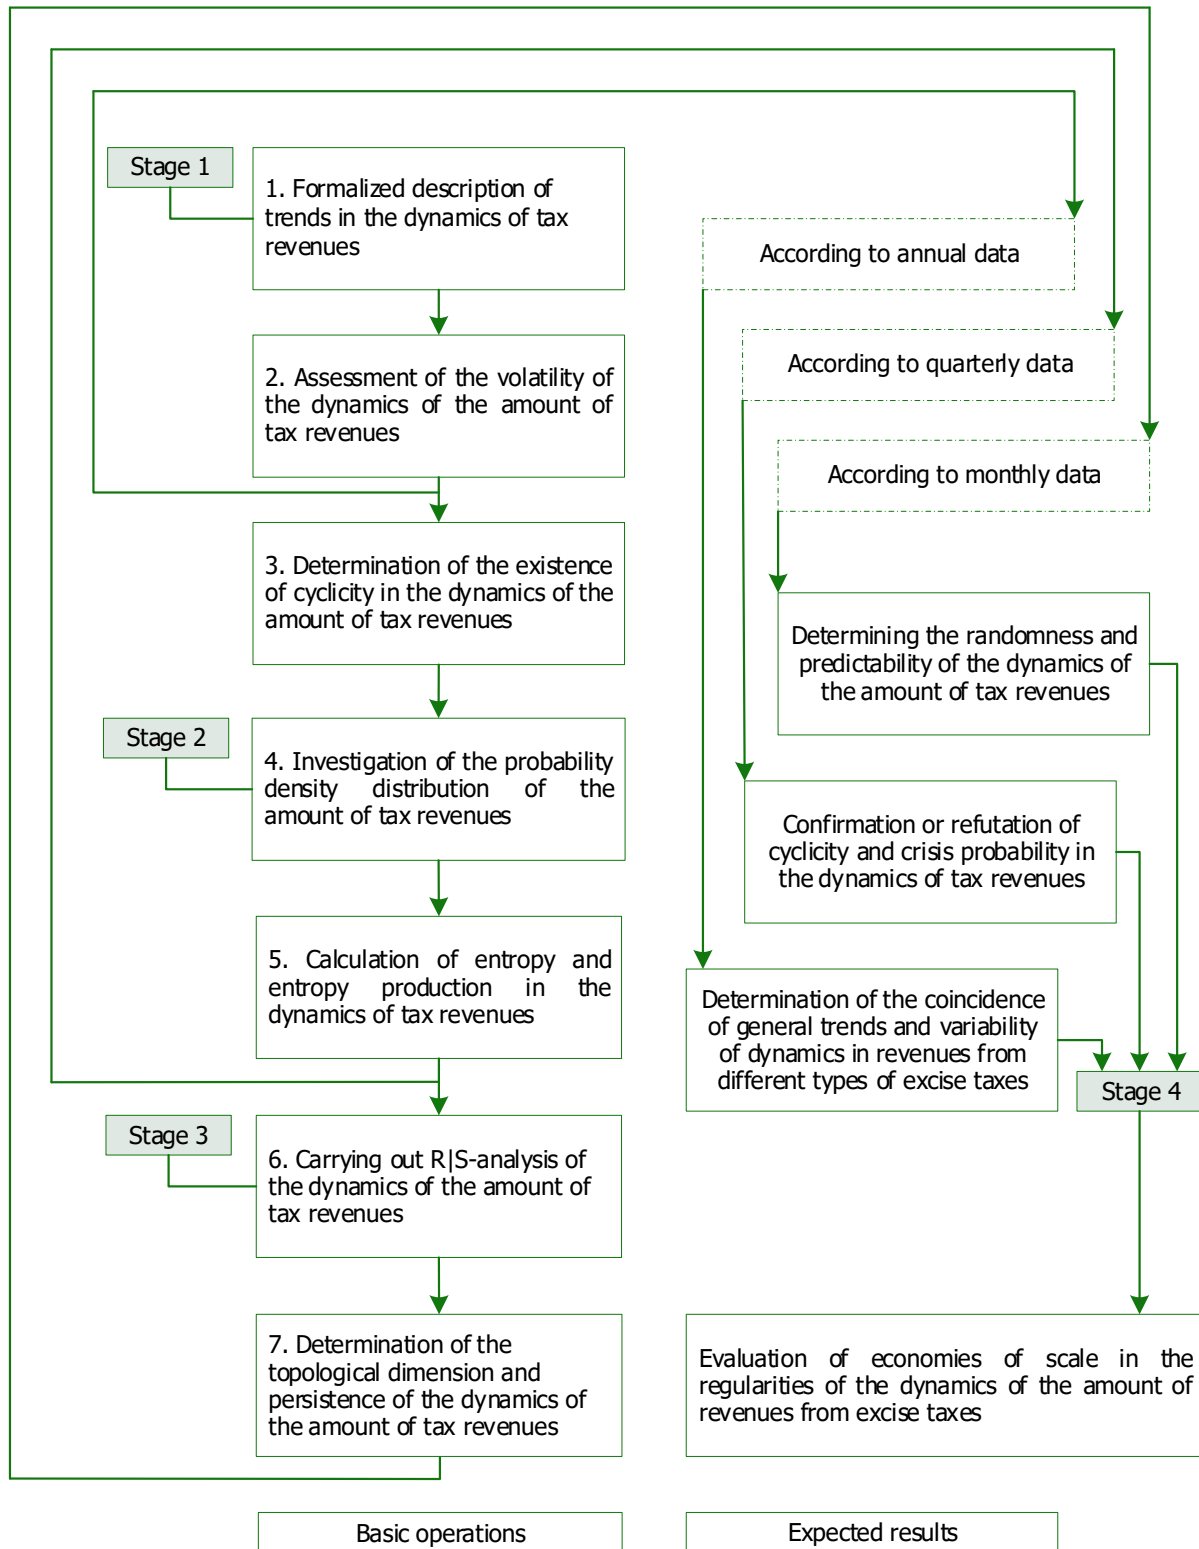 Stage 1
1. Formalized description of
trends in the dynamics of tax
revenues
2. Assessment of the volatility of
the dynamics of the amount of
tax revenues
3. Determination of the existence
of cyclicity in the dynamics of the
amount of tax revenues
Stage 2
4. Investigation of the probability
density distribution of the
amount of tax revenues
5. Calculation of entropy and
entropy production in the
dynamics of tax revenues
Stage 3
6. Carrying out R|S-analysis of
the dynamics of the amount of
tax revenues
7. Determination of the
topological dimension and
persistence of the dynamics of
the amount of tax revenues
Basic operations
According to annual data
According to quarterly data
According to monthly data
Determining the randomness and
predictability of the dynamics of
the amount of tax revenues
Confirmation or refutation of
cyclicity and crisis probability in
the dynamics of tax revenues
Determination of the coincidence
of general trends and variability
of dynamics in revenues from
different types of excise taxes
Stage 4
Evaluation of economies of scale in the
regularities of the dynamics of the amount of
revenues from excise taxes
Expected results